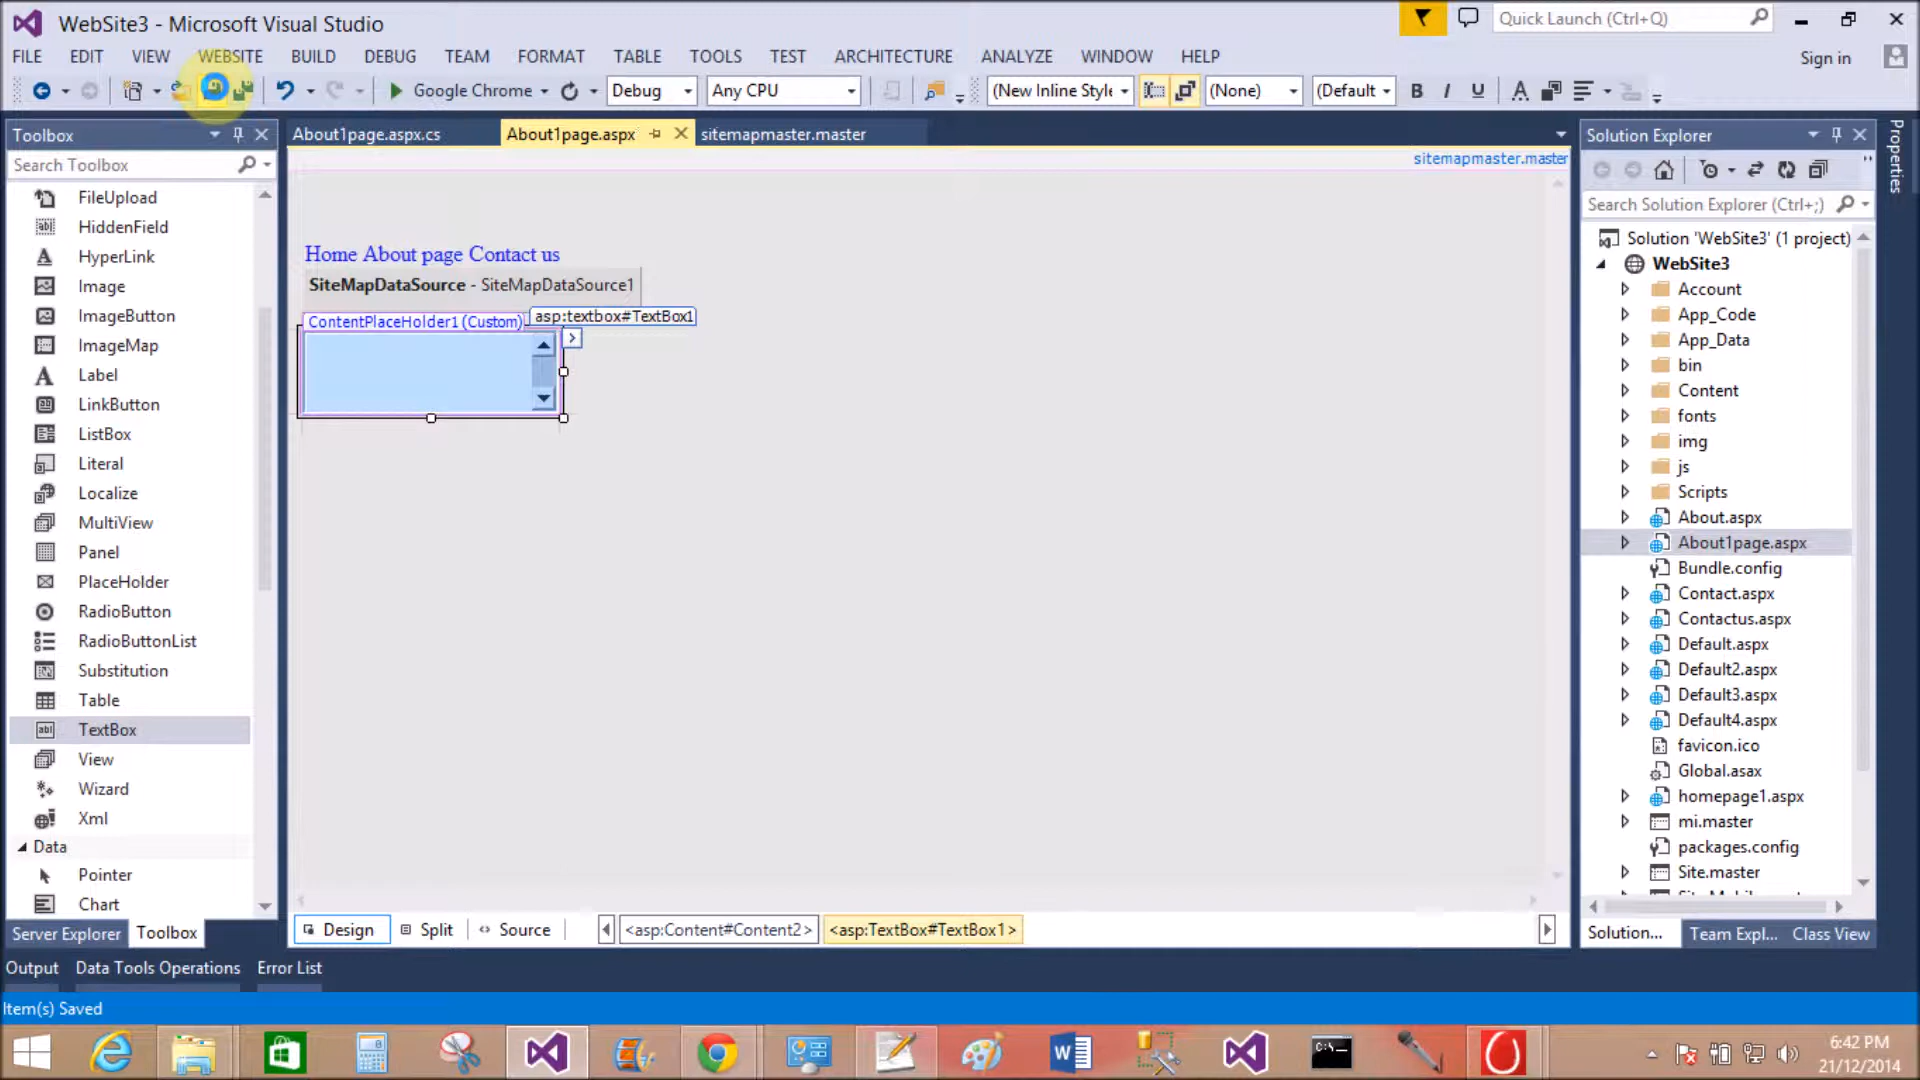 WebSite3 - Microsoft Visual Studio
Quick Launch (Ctrl+Q)
FILE EDIT VIEW WEBSITE BUILD DEBUG TEAM FORMAT TABLE TOOLS TEST ARCHITECTURE ANALYZE WINDOW HELP
Sign in
Google Chrome Debug Any CPU (New Inline Style (None) (Default B I U A
Toolbox
Search Toolbox
FileUpload
HiddenField
HyperLink
Image
ImageButton
ImageMap
Label
LinkButton
ListBox
Literal
Localize
MultiView
Panel
PlaceHolder
RadioButton
RadioButtonList
Substitution
Table
TextBox
View
Wizard
Xml
Data
Pointer
Chart
Server Explorer Toolbox
About1page.aspx.cs About1page.aspx sitemapmaster.master
sitemapmaster.master
Home About page Contact us
SiteMapDataSource - SiteMapDataSource1
ContentPlaceHolder1 (Custom)
asp:textbox#TextBox1
Design Split Source <asp:Content#Content2> <asp:TextBox#TextBox1>
Solution Explorer
Search Solution Explorer (Ctrl+;)
Solution 'WebSite3' (1 project)
WebSite3
Account
App_Code
App_Data
bin
Content
fonts
img
js
Scripts
About.aspx
About1page.aspx
Bundle.config
Contact.aspx
Contactus.aspx
Default.aspx
Default2.aspx
Default3.aspx
Default4.aspx
favicon.ico
Global.asax
homepage1.aspx
mi.master
packages.config
Site.master
Solution... Team Expl... Class View
Properties
Output Data Tools Operations Error List
Item(s) Saved
6:42 PM
21/12/2014